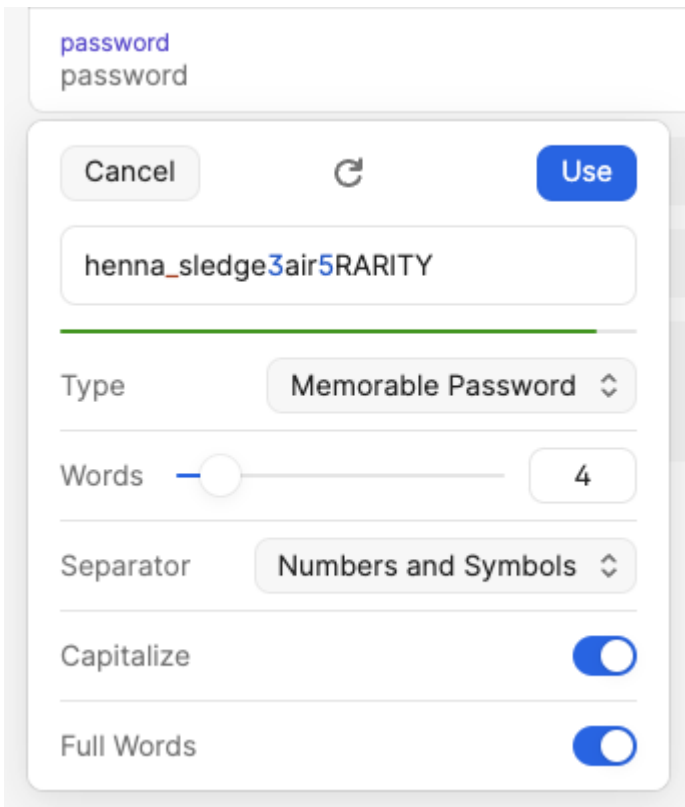 password
password
Cancel
Use
henna_sledge3air5RARITY
Type
Memorable Password
Words
4
Separator
Numbers and Symbols
Capitalize
Full Words